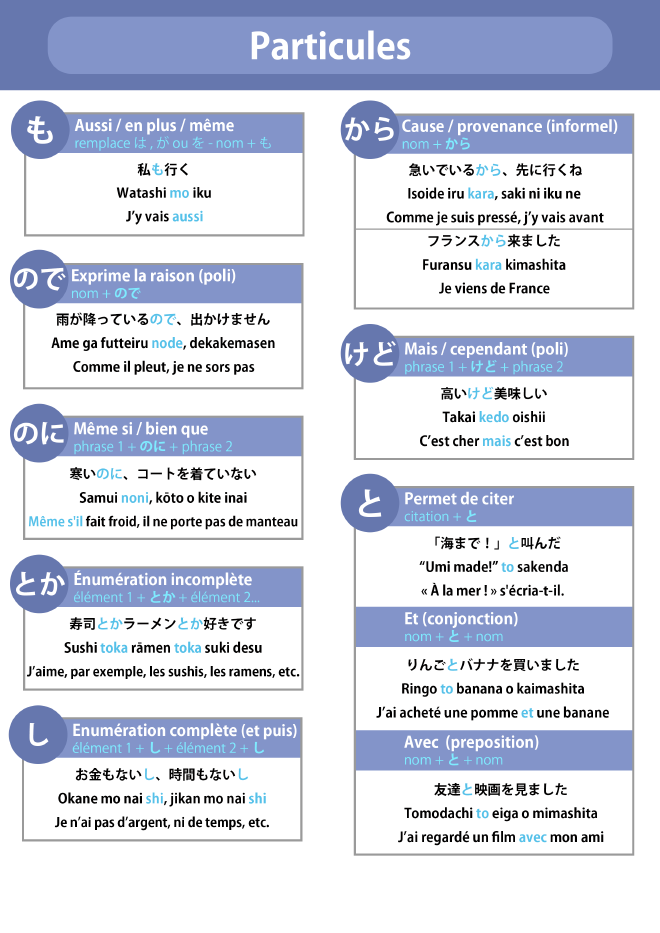 Particules
も
Aussi / en plus / même
remplace は , が ou を - nom + も
私も行く
Watashi mo iku
J’y vais aussi
ので
Exprime la raison (poli)
nom + ので
雨が降っているので、出かけません
Ame ga futteiru node, dekakemasen
Comme il pleut, je ne sors pas
のに
Même si / bien que
phrase 1 + のに + phrase 2
寒いのに、コートを着ていない
Samui noni, kōto o kite inai
Même s'il fait froid, il ne porte pas de manteau
とか
Énumération incomplète
élément 1 + とか + élément 2...
寿司とかラーメンとか好きです
Sushi toka rāmen toka suki desu
J’aime, par exemple, les sushis, les ramens, etc.
し
Enumération complète (et puis)
élément 1 + し + élément 2 + し
お金もないし、時間もないし
Okane mo nai shi, jikan mo nai shi
Je n’ai pas d’argent, ni de temps, etc.
から
Cause / provenance (informel)
nom + から
急いでいるから、先に行くね
Isoide iru kara, saki ni iku ne
Comme je suis pressé, j’y vais avant
フランスから来ました
Furansu kara kimashita
Je viens de France
けど
Mais / cependant (poli)
phrase 1 + けど + phrase 2
高いけど美味しい
Takai kedo oishii
C’est cher mais c’est bon
と
Permet de citer
citation + と
「海まで！」と叫んだ
“Umi made!” to sakenda
« À la mer ! » s'écria-t-il.
Et (conjonction)
nom + と + nom
りんごとバナナを買いました
Ringo to banana o kaimashita
J’ai acheté une pomme et une banane
Avec (preposition)
nom + と + nom
友達と映画を見ました
Tomodachi to eiga o mimashita
J’ai regardé un film avec mon ami